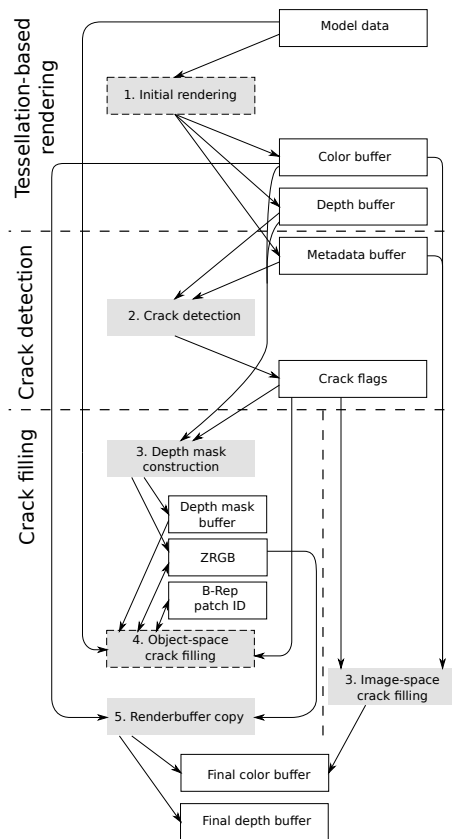 Tessellation-based
rendering
Model data
1. Initial rendering
Color buffer
Depth buffer
Crack detection
Metadata buffer
2. Crack detection
Crack flags
Crack filling
3. Depth mask
construction
Depth mask
buffer
ZRGB
B-Rep
patch ID
4. Object-space
crack filling
3. Image-space
crack filling
5. Renderbuffer copy
Final color buffer
Final depth buffer